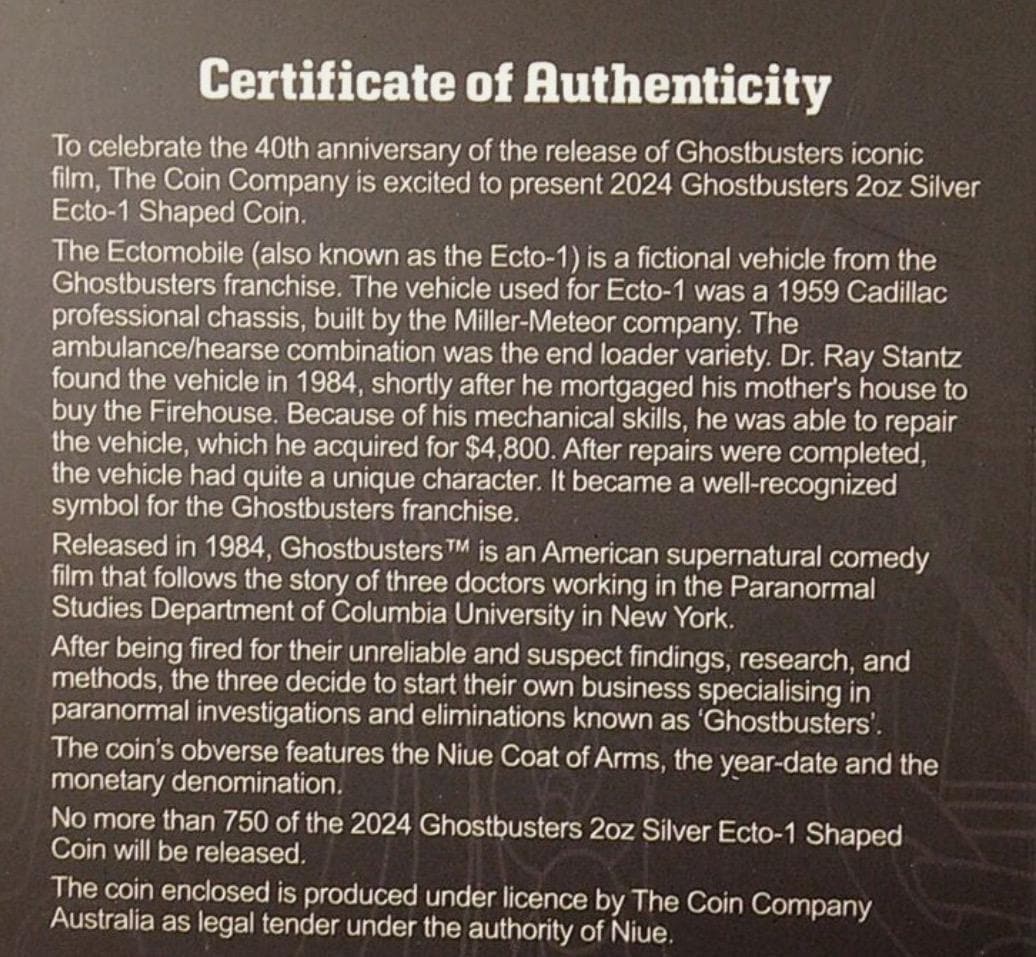 Certificate of Authenticity
To celebrate the 40th anniversary of the release of Ghostbusters iconic
film, The Coin Company is excited to present 2024 Ghostbusters 2oz Silver
Ecto-1 Shaped Coin.
The Ectomobile (also known as the Ecto-1) is a fictional vehicle from the
Ghostbusters franchise. The vehicle used for Ecto-1 was a 1959 Cadillac
professional chassis, built by the Miller-Meteor company. The
ambulance/hearse combination was the end loader variety. Dr. Ray Stantz
found the vehicle in 1984, shortly after he mortgaged his mother's house to
buy the Firehouse. Because of his mechanical skills, he was able to repair
the vehicle, which he acquired for $4,800. After repairs were completed,
the vehicle had quite a unique character. It became a well-recognized
symbol for the Ghostbusters franchise.
Released in 1984, Ghostbusters™ is an American supernatural comedy
film that follows the story of three doctors working in the Paranormal
Studies Department of Columbia University in New York.
After being fired for their unreliable and suspect findings, research, and
methods, the three decide to start their own business specialising in
paranormal investigations and eliminations known as ‘Ghostbusters’.
The coin’s obverse features the Niue Coat of Arms, the year-date and the
monetary denomination.
No more than 750 of the 2024 Ghostbusters 2oz Silver Ecto-1 Shaped
Coin will be released.
The coin enclosed is produced under licence by The Coin Company
Australia as legal tender under the authority of Niue.